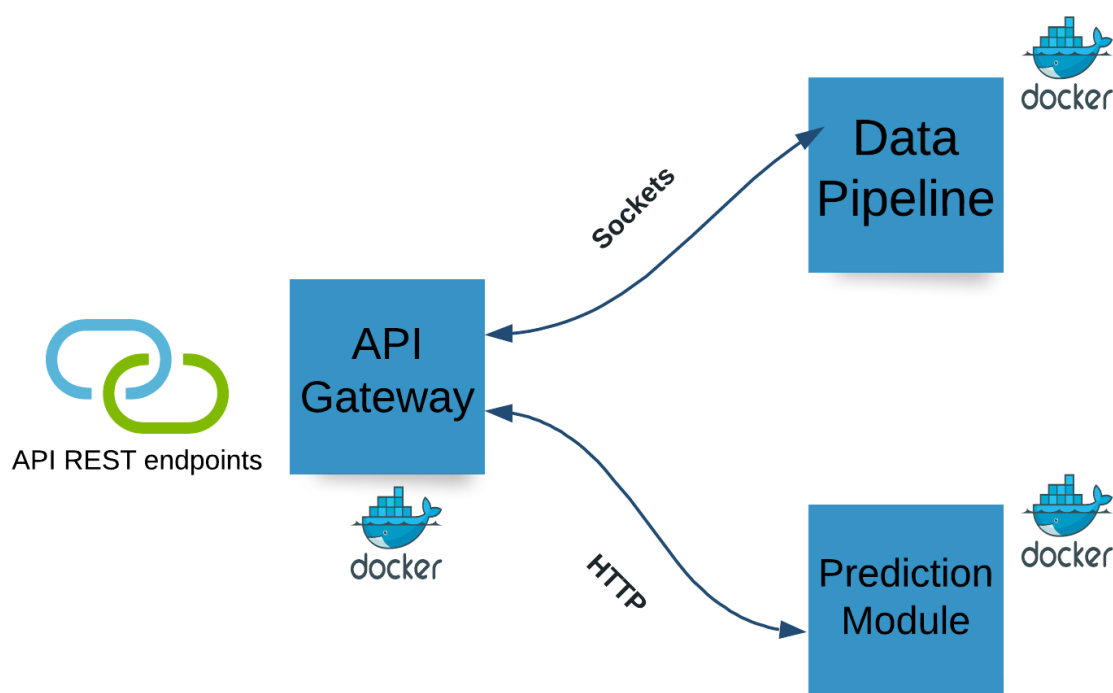 docker
Data
Pipeline
Sockets
API
Gateway
API REST endpoints
docker
HTTP
docker
Prediction
Module